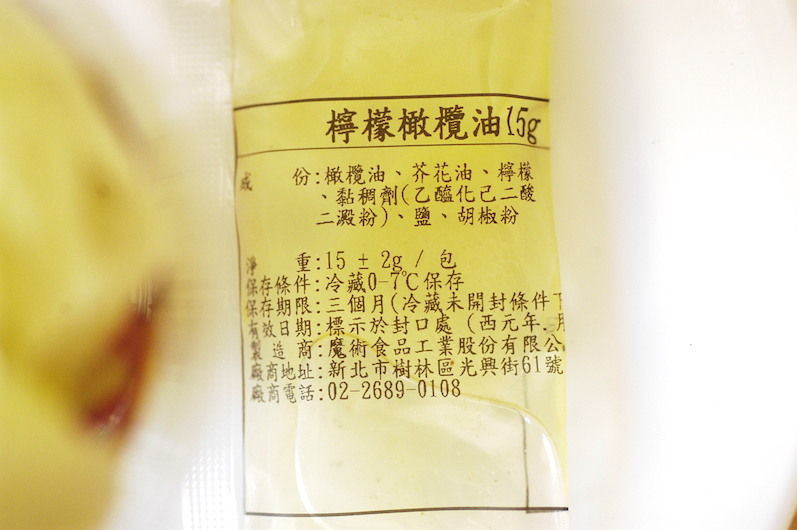 檸檬橄欖油15g
成 份:橄欖油、芥花油、檸檬
、黏稠劑(乙醯化己二酸
二澱粉)、鹽、胡椒粉
淨 重:15 ± 2g / 包
保存條件:冷藏0-7℃保存
保存期限:三個月(冷藏未開封條件下
有效日期:標示於封口處 (西元年.月
製 造 商:魔術食品工業股份有限公
廠商地址:新北市樹林區光興街61號
廠商電話:02-2689-0108